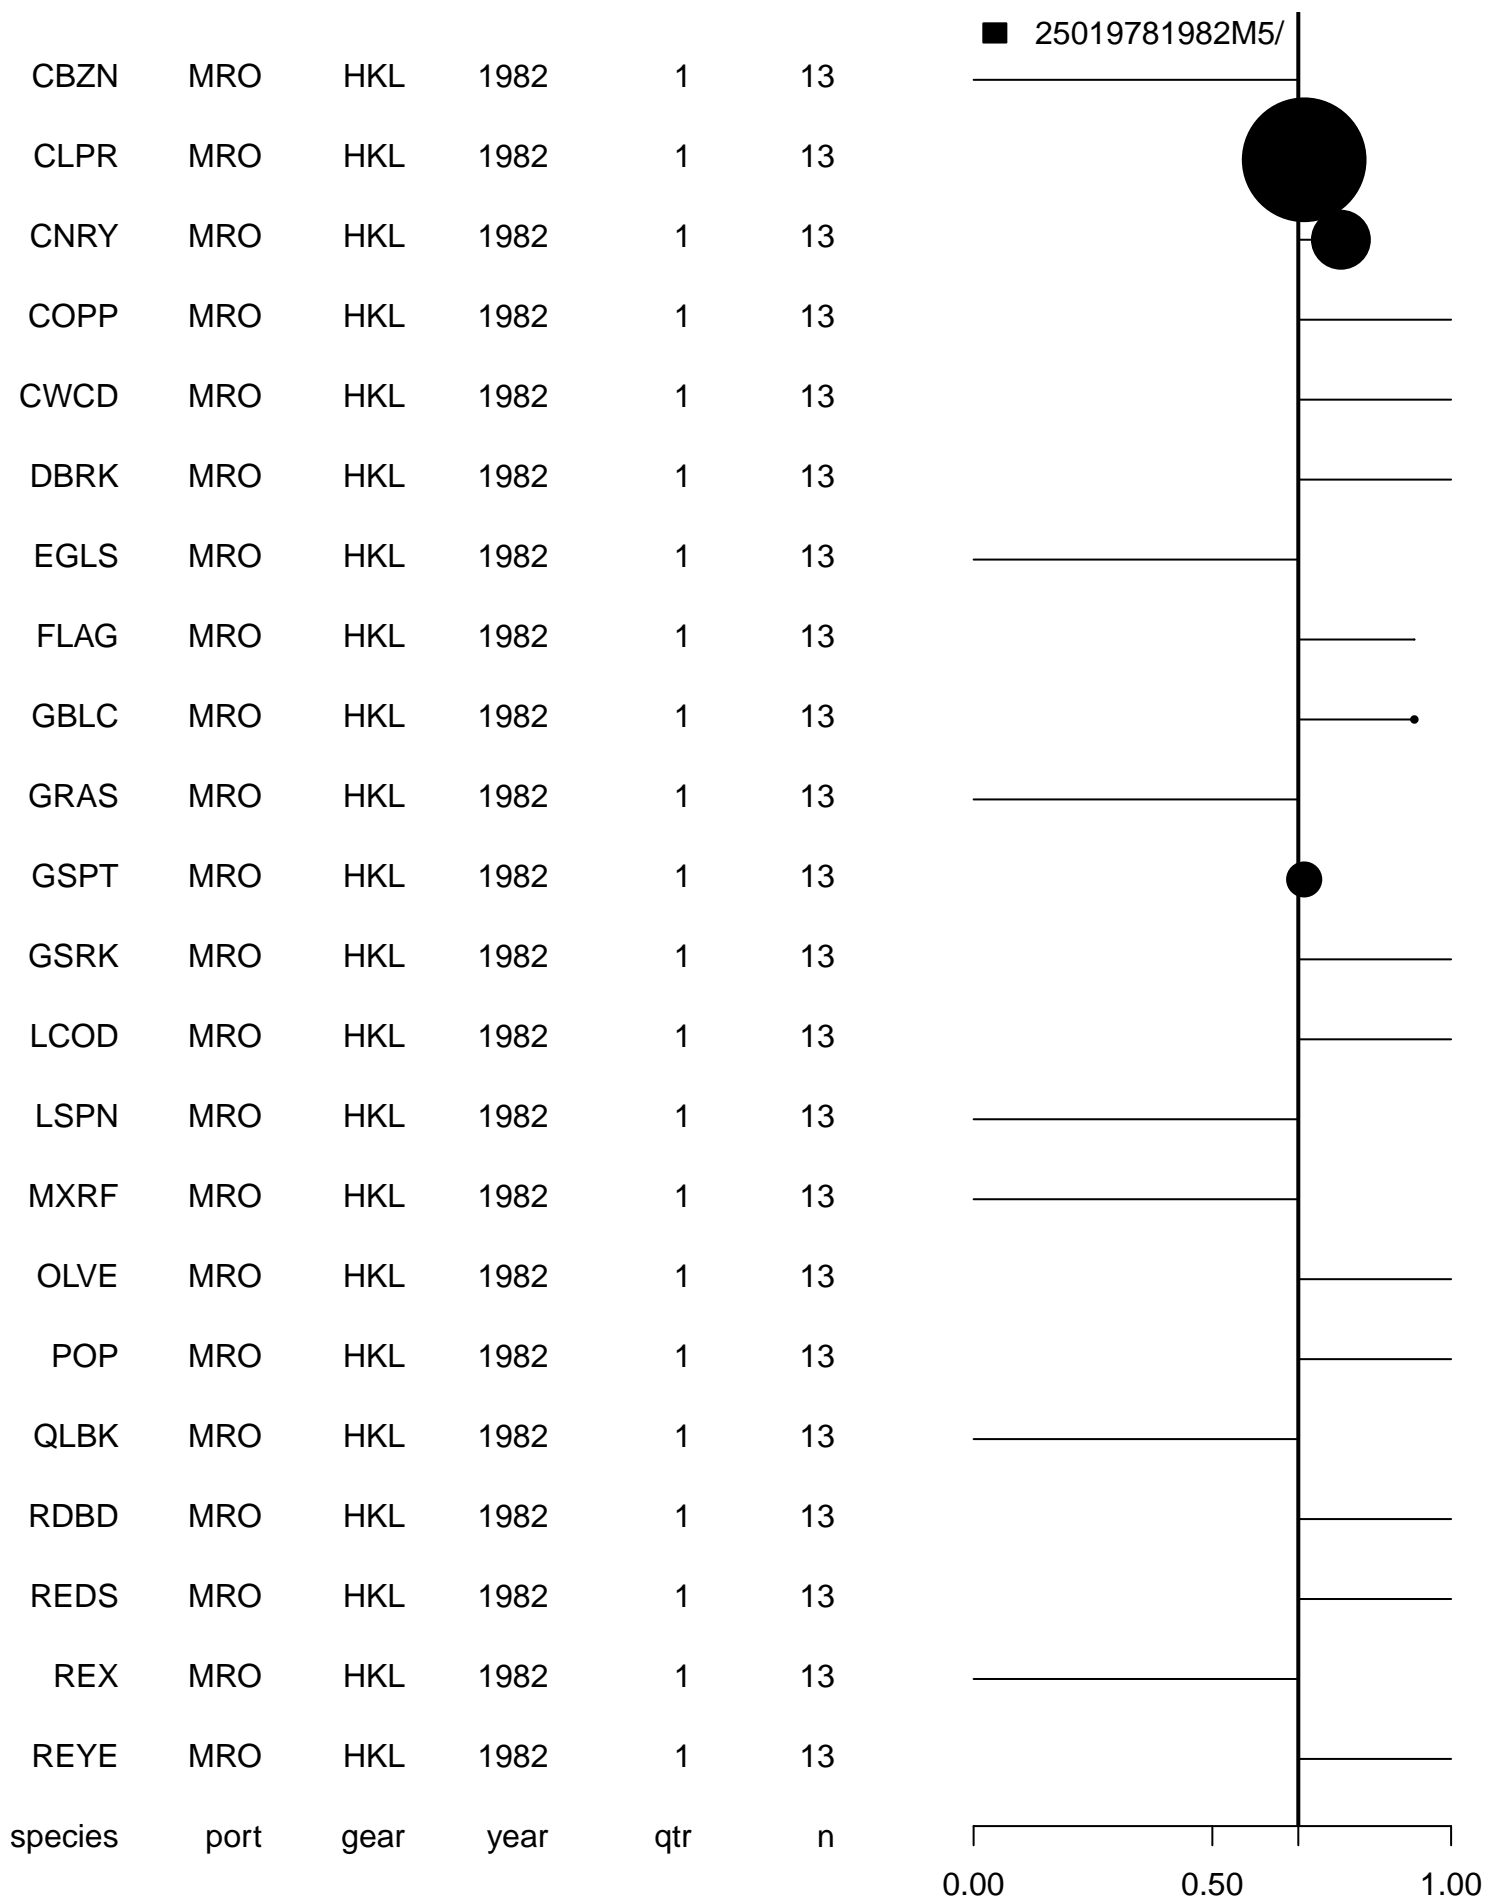 25019781982M5/
CBZN MRO HKL 1982 1 13
CLPR MRO HKL 1982 1 13
CNRY MRO HKL 1982 1 13
COPP MRO HKL 1982 1 13
CWCD MRO HKL 1982 1 13
DBRK MRO HKL 1982 1 13
EGLS MRO HKL 1982 1 13
FLAG MRO HKL 1982 1 13
GBLC MRO HKL 1982 1 13
GRAS MRO HKL 1982 1 13
GSPT MRO HKL 1982 1 13
GSRK MRO HKL 1982 1 13
LCOD MRO HKL 1982 1 13
LSPN MRO HKL 1982 1 13
MXRF MRO HKL 1982 1 13
OLVE MRO HKL 1982 1 13
POP MRO HKL 1982 1 13
QLBK MRO HKL 1982 1 13
RDBD MRO HKL 1982 1 13
REDS MRO HKL 1982 1 13
REX MRO HKL 1982 1 13
REYE MRO HKL 1982 1 13
species port gear year qtr n
0.00 0.50 1.00